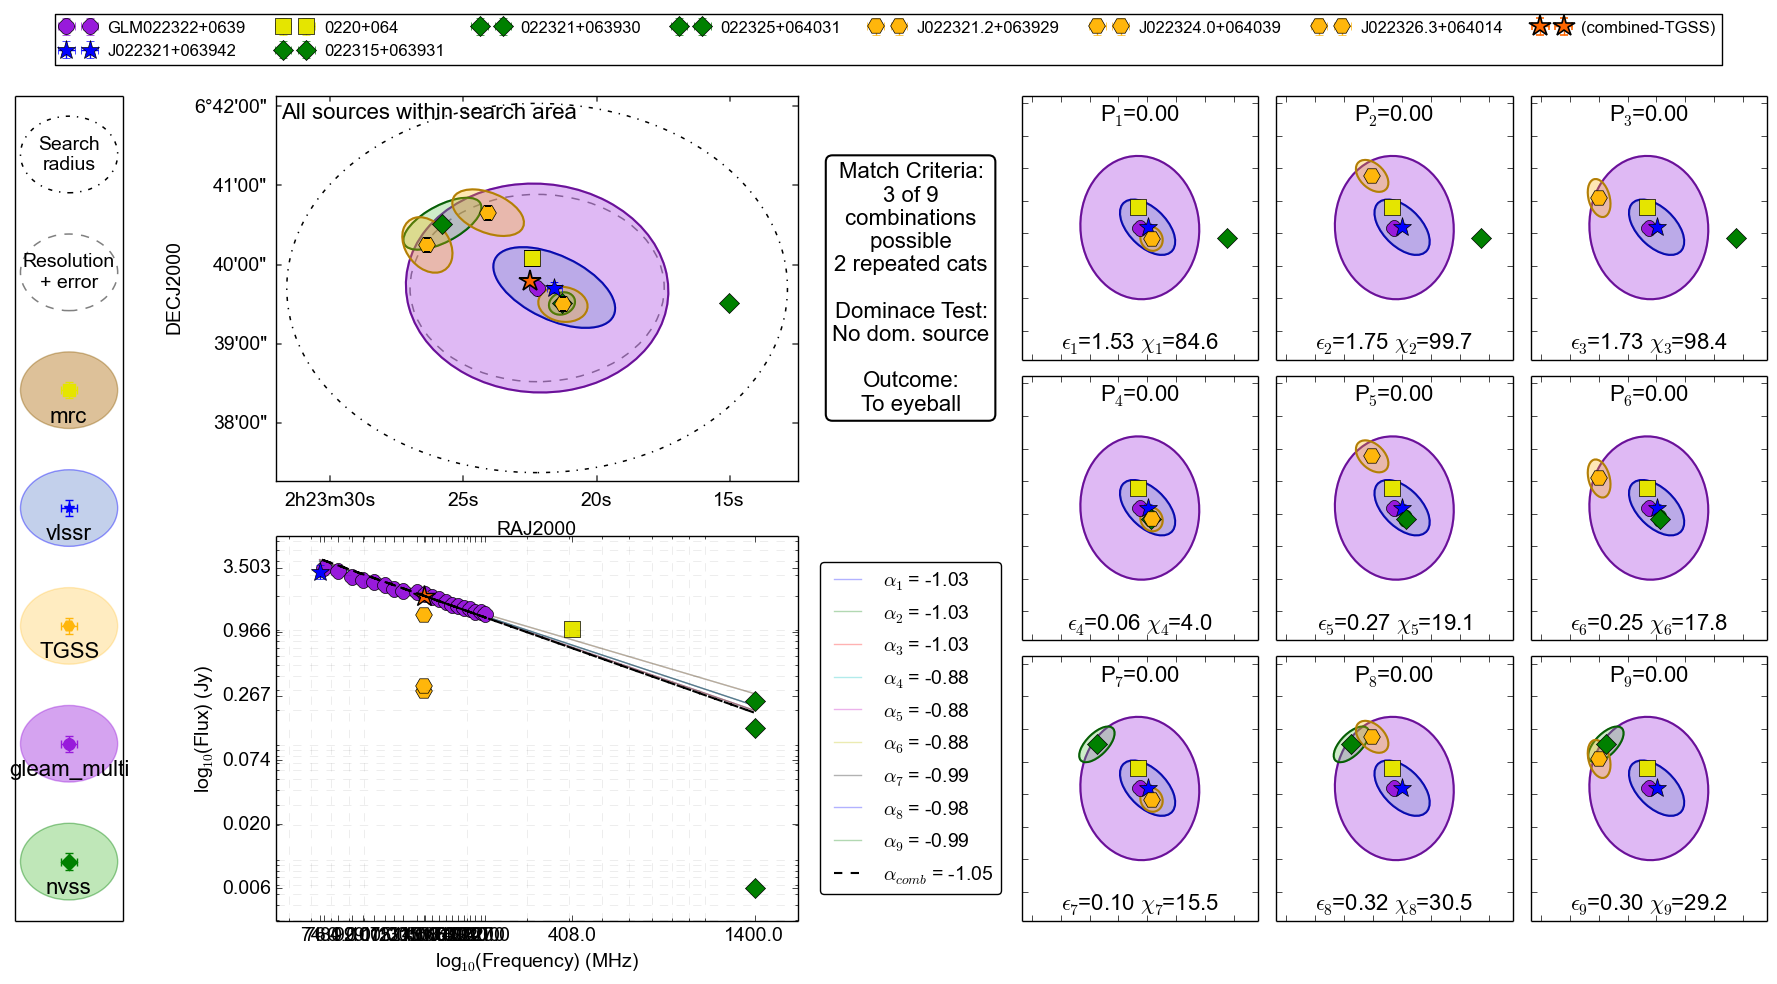 GLM022322+0639 0220+064 022321+063930 022325+064031 J022321.2+063929 J022324.0+064039 J022326.3+064014 (combined-TGSS)
J022321+063942 022315+063931
Search
radius
Resolution
+ error
mrc
vlssr
TGSS
gleam_multi
nvss
All sources within search area
6°42'00"
41'00"
40'00"
39'00"
38'00"
DECJ2000
2h23m30s 25s 20s 15s
RAJ2000
Match Criteria:
3 of 9
combinations
possible
2 repeated cats
Dominace Test:
No dom. source
Outcome:
To eyeball
3.503
0.966
0.267
0.074
0.020
0.006
log10(Flux) (Jy)
408.0 1400.0
log10(Frequency) (MHz)
α1 = -1.03
α2 = -1.03
α3 = -1.03
α4 = -0.88
α5 = -0.88
α6 = -0.88
α7 = -0.99
α8 = -0.98
α9 = -0.99
αcomb = -1.05
P1=0.00
ϵ1=1.53 χ1=84.6
P2=0.00
ϵ2=1.75 χ2=99.7
P3=0.00
ϵ3=1.73 χ3=98.4
P4=0.00
ϵ4=0.06 χ4=4.0
P5=0.00
ϵ5=0.27 χ5=19.1
P6=0.00
ϵ6=0.25 χ6=17.8
P7=0.00
ϵ7=0.10 χ7=15.5
P8=0.00
ϵ8=0.32 χ8=30.5
P9=0.00
ϵ9=0.30 χ9=29.2